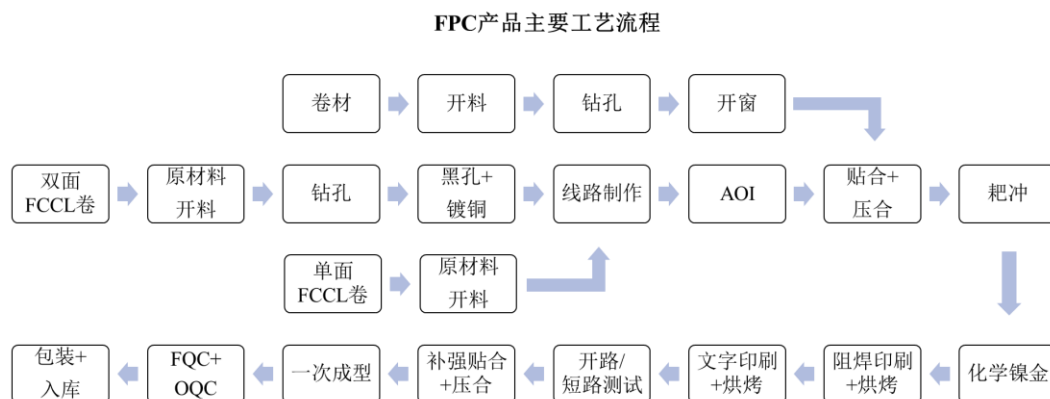 FPC产品主要工艺流程
卷材
开料
钻孔
开窗
双面
FCCL卷
原材料
开料
钻孔
黑孔+
镀铜
线路制作
AOI
贴合+
压合
耙冲
单面
FCCL卷
原材料
开料
包装+
入库
FQC+
OQC
一次成型
补强贴合
+压合
开路/
短路测试
文字印刷
+烘烤
阻焊印刷
+烘烤
化学镍金